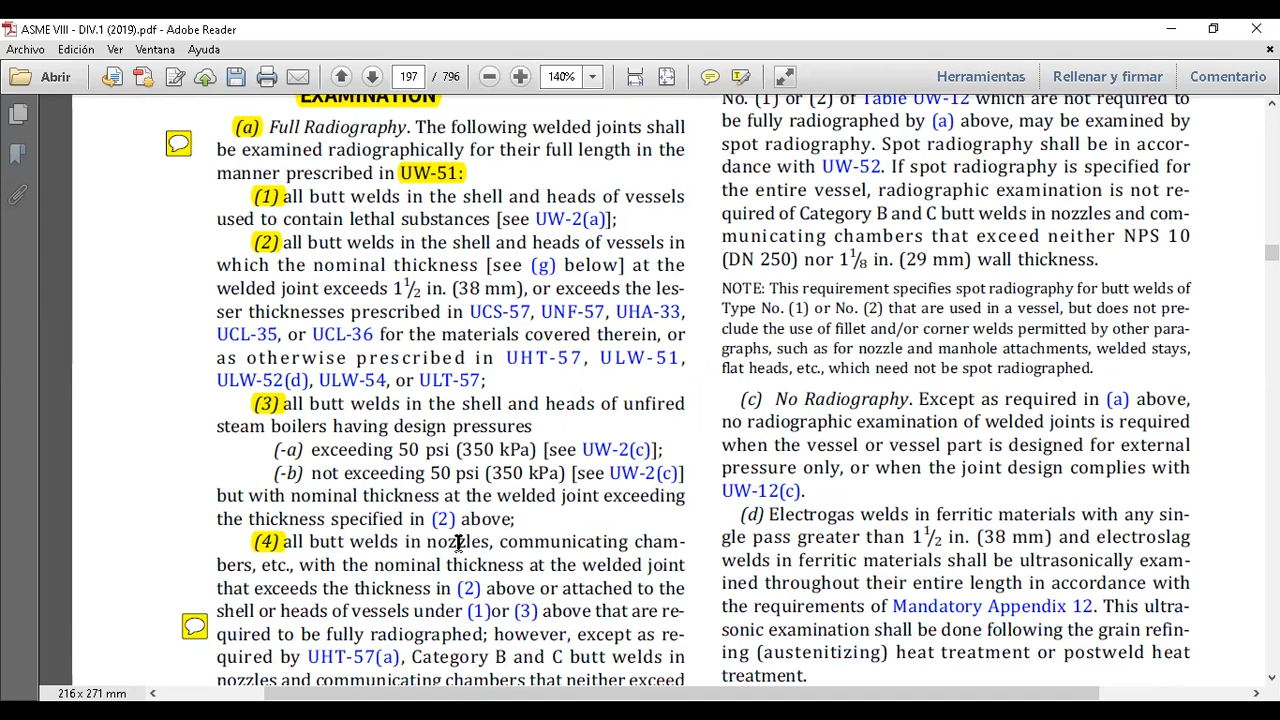 ASME VIII - DIV.1 (2019).pdf - Adobe Reader
Archivo Edición Ver Ventana Ayuda
Abrir 197 / 796 140% Herramientas Rellenar y firmar Comentario
EXAMINATION
(a) Full Radiography. The following welded joints shall
be examined radiographically for their full length in the
manner prescribed in UW-51:
(1) all butt welds in the shell and heads of vessels
used to contain lethal substances [see UW-2(a)];
(2) all butt welds in the shell and heads of vessels in
which the nominal thickness [see (g) below] at the
welded joint exceeds 1 1/2 in. (38 mm), or exceeds the les-
ser thicknesses prescribed in UCS-57, UNF-57, UHA-33,
UCL-35, or UCL-36 for the materials covered therein, or
as otherwise prescribed in UHT-57, ULW-51,
ULW-52(d), ULW-54, or ULT-57;
(3) all butt welds in the shell and heads of unfired
steam boilers having design pressures
(-a) exceeding 50 psi (350 kPa) [see UW-2(c)];
(-b) not exceeding 50 psi (350 kPa) [see UW-2(c)]
but with nominal thickness at the welded joint exceeding
the thickness specified in (2) above;
(4) all butt welds in nozzles, communicating cham-
bers, etc., with the nominal thickness at the welded joint
that exceeds the thickness in (2) above or attached to the
shell or heads of vessels under (1)or (3) above that are re-
quired to be fully radiographed; however, except as re-
quired by UHT-57(a), Category B and C butt welds in
nozzles and communicating chambers that neither exceed
No. (1) or (2) of Table UW-12 which are not required to
be fully radiographed by (a) above, may be examined by
spot radiography. Spot radiography shall be in accor-
dance with UW-52. If spot radiography is specified for
the entire vessel, radiographic examination is not re-
quired of Category B and C butt welds in nozzles and com-
municating chambers that exceed neither NPS 10
(DN 250) nor 1 1/8 in. (29 mm) wall thickness.
NOTE: This requirement specifies spot radiography for butt welds of
Type No. (1) or No. (2) that are used in a vessel, but does not pre-
clude the use of fillet and/or corner welds permitted by other para-
graphs, such as for nozzle and manhole attachments, welded stays,
flat heads, etc., which need not be spot radiographed.
(c) No Radiography. Except as required in (a) above,
no radiographic examination of welded joints is required
when the vessel or vessel part is designed for external
pressure only, or when the joint design complies with
UW-12(c).
(d) Electrogas welds in ferritic materials with any sin-
gle pass greater than 1 1/2 in. (38 mm) and electroslag
welds in ferritic materials shall be ultrasonically exam-
ined throughout their entire length in accordance with
the requirements of Mandatory Appendix 12. This ultra-
sonic examination shall be done following the grain refin-
ing (austenitizing) heat treatment or postweld heat
treatment.
216 x 271 mm